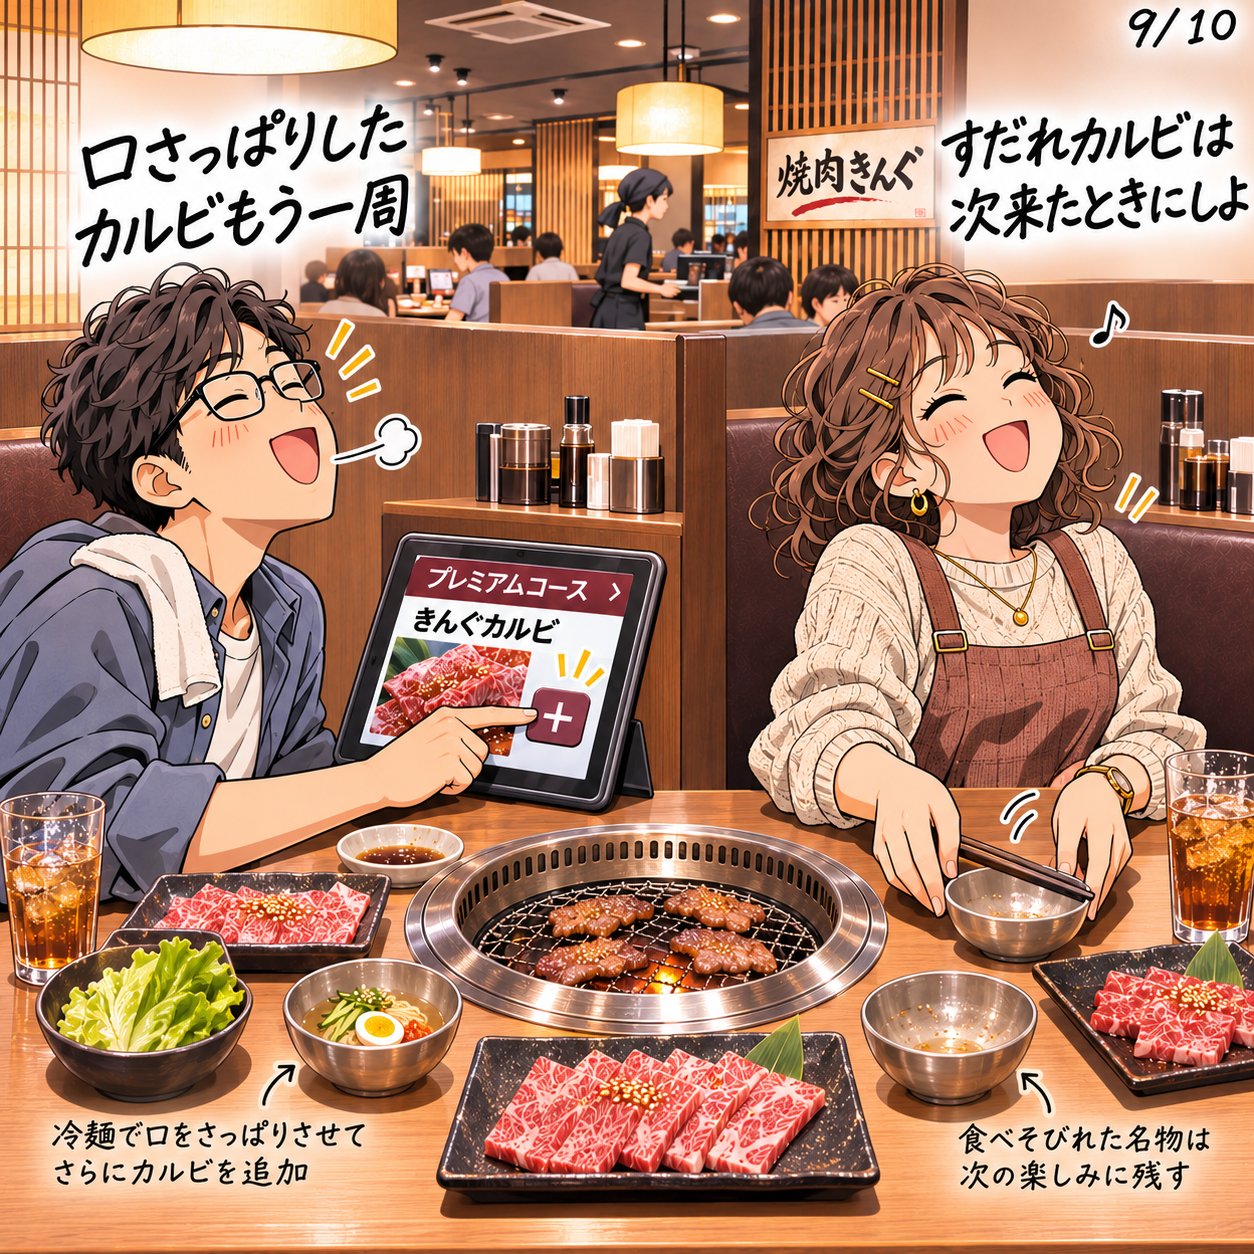 9/10
口さっぱりした
カルビもう一周
すだれカルビは
次来たときにしよ
焼肉きんぐ
プレミアムコース >
きんぐカルビ
+
冷麺で口をさっぱりさせて
さらにカルビを追加
食べそびれた名物は
次の楽しみに残す